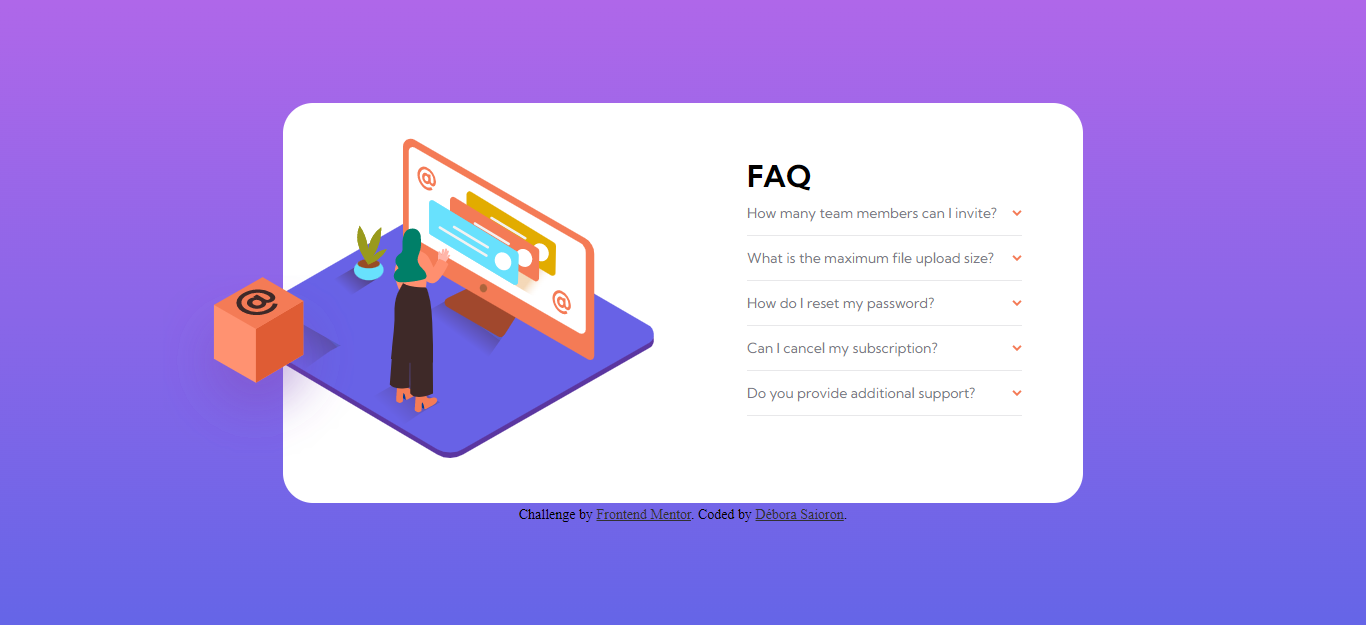 @
@
@
FAQ
How many team members can I invite?
What is the maximum file upload size?
How do I reset my password?
Can I cancel my subscription?
Do you provide additional support?
Challenge by Frontend Mentor. Coded by Débora Saioron.